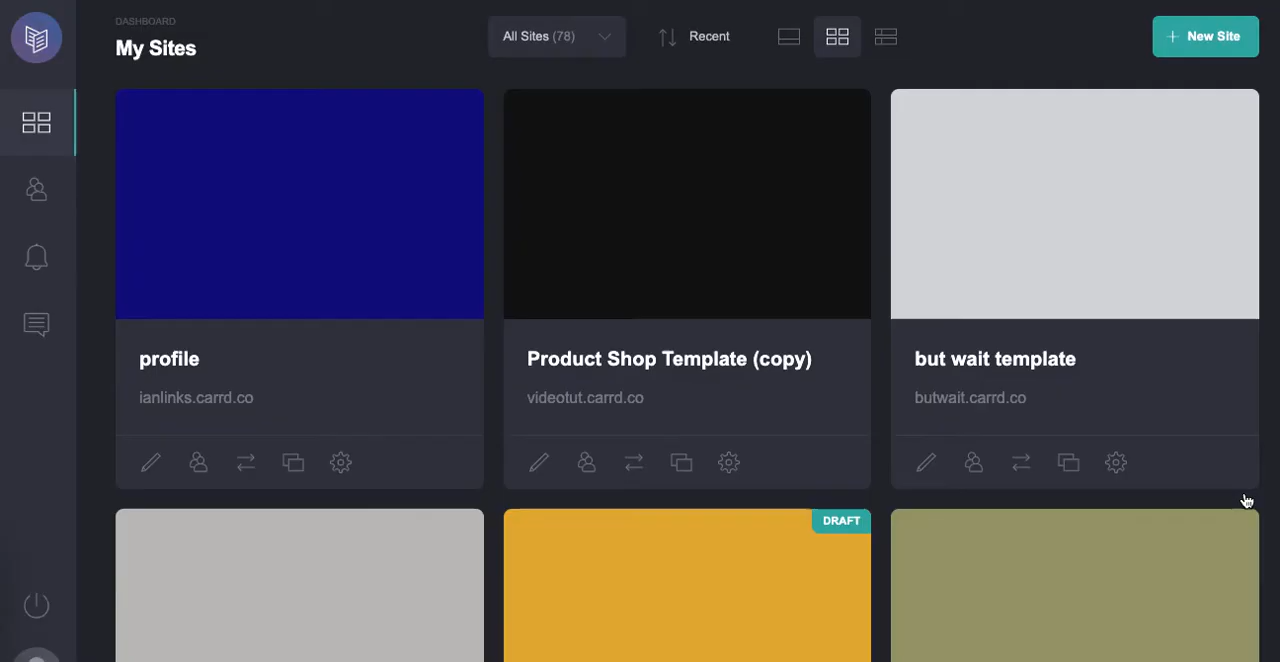 DASHBOARD
My Sites
All Sites (78)
Recent
+ New Site
profile
ianlinks.carrd.co
Product Shop Template (copy)
videotut.carrd.co
but wait template
butwait.carrd.co
DRAFT